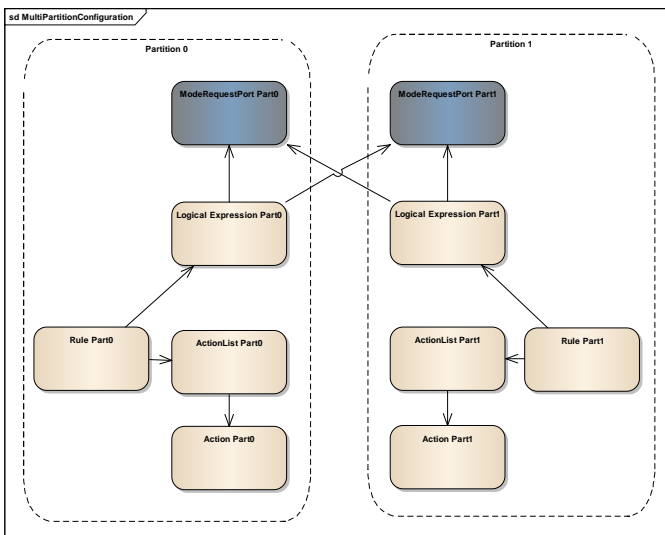 sd MultiPartitionConfiguration
Partition 0
Partition 1
ModeRequestPort Part0
ModeRequestPort Part1
Logical Expression Part0
Logical Expression Part1
Rule Part0
ActionList Part0
ActionList Part1
Rule Part1
Action Part0
Action Part1